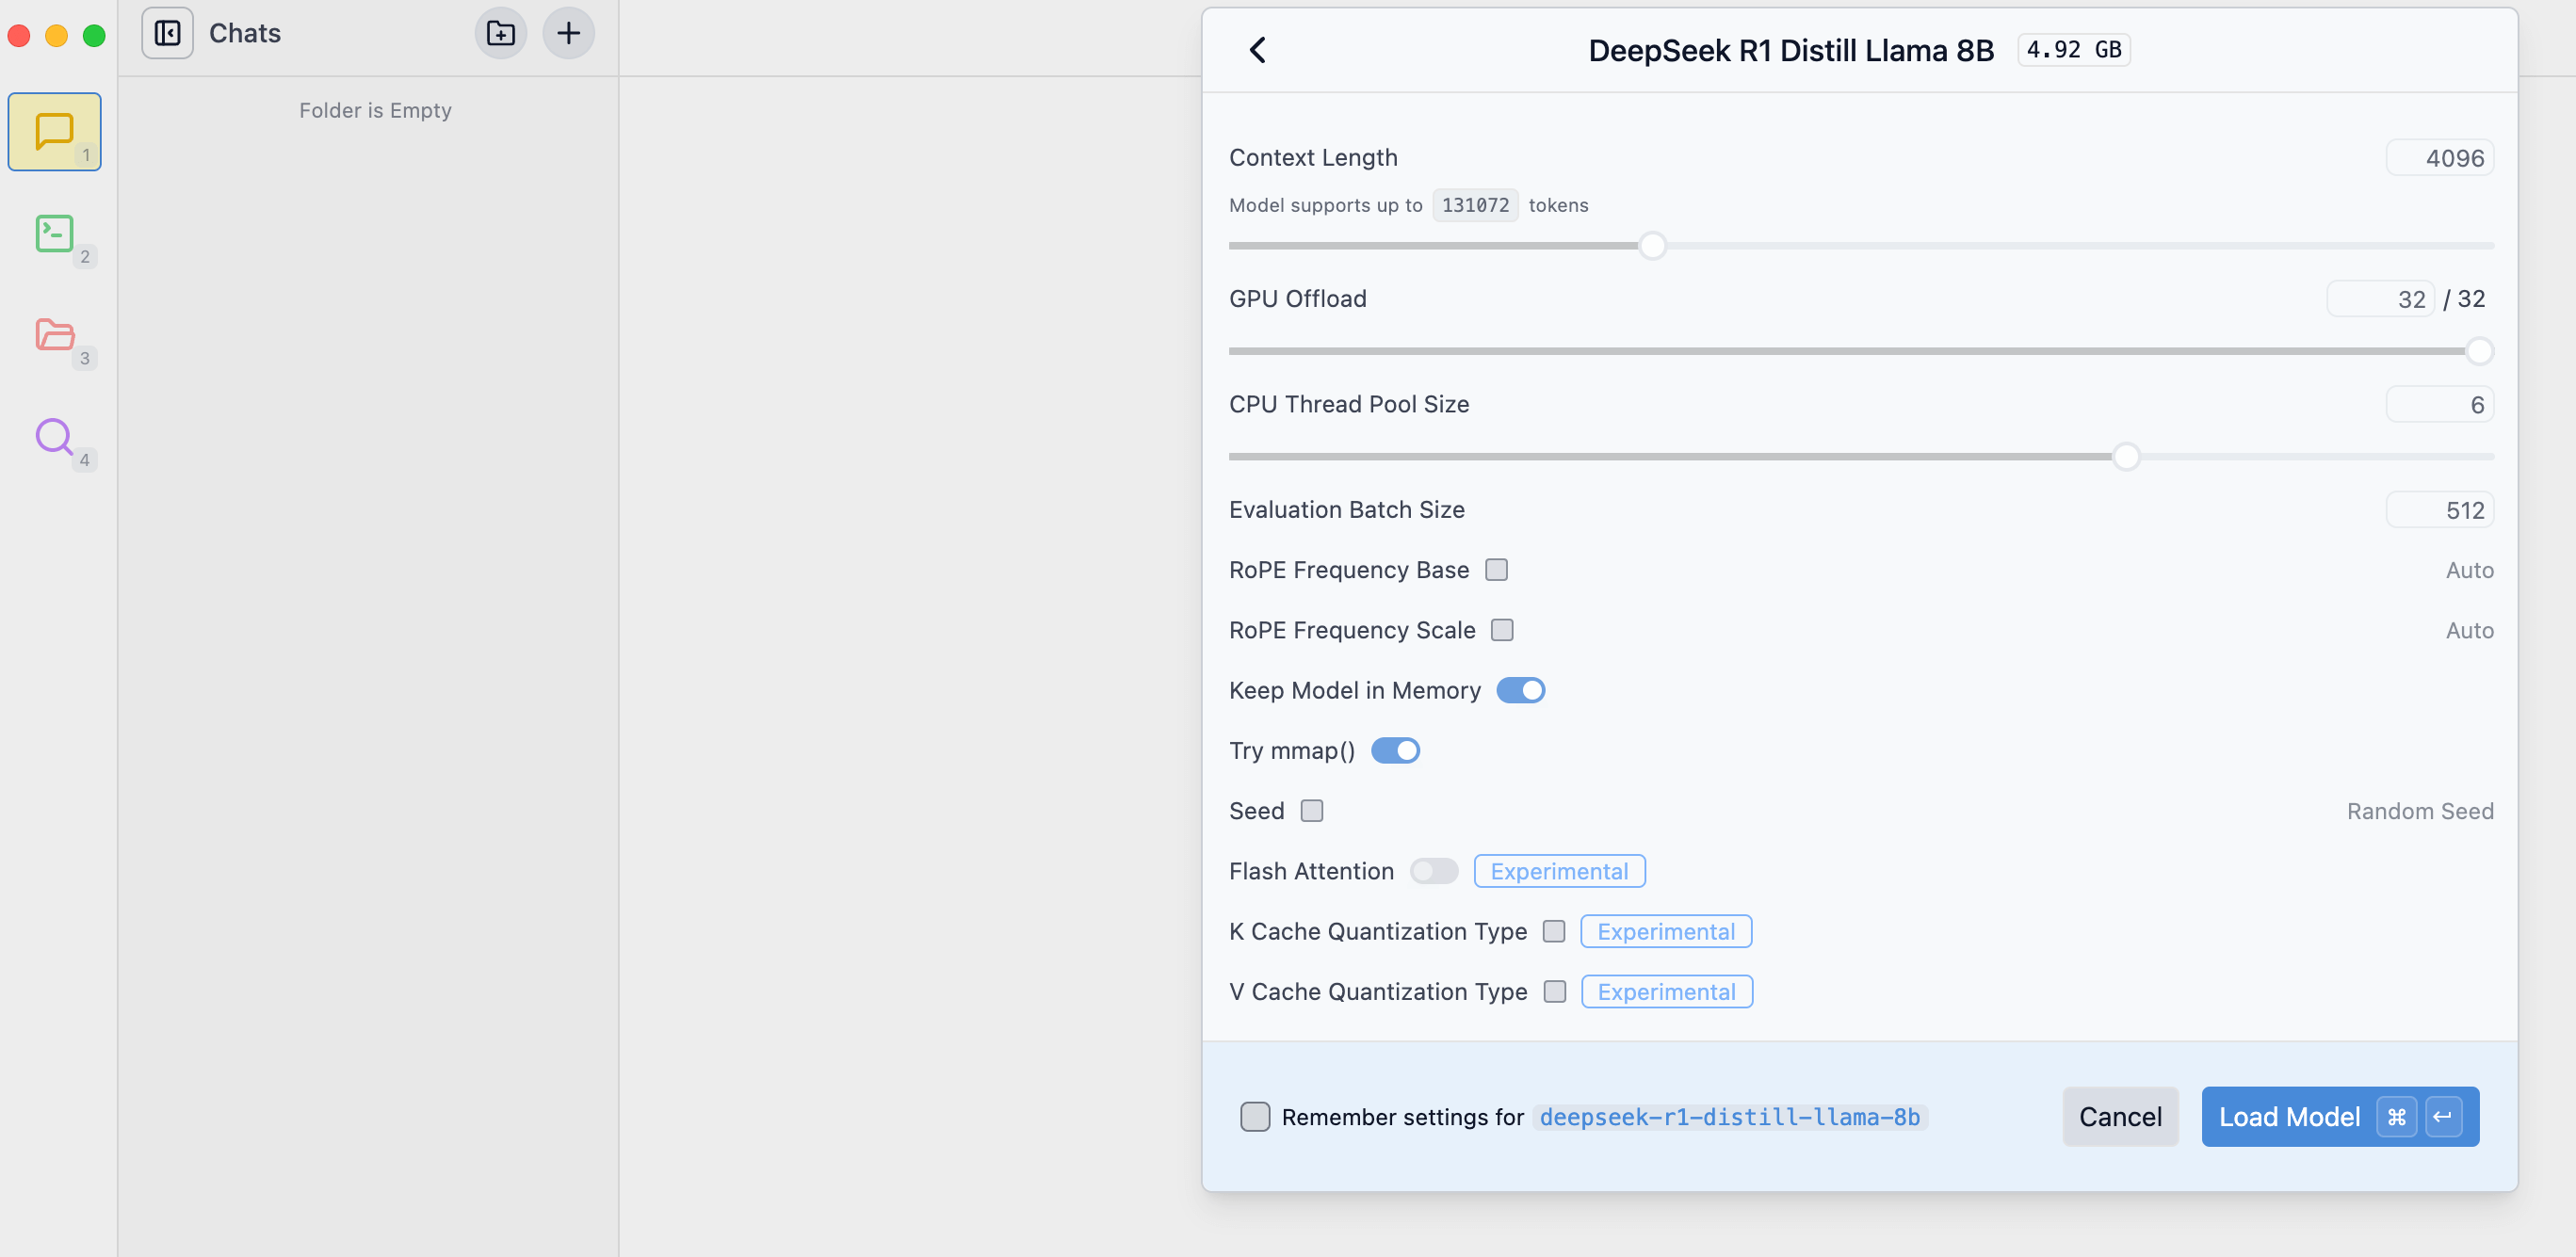 Chats
Folder is Empty
1
2
3
4
DeepSeek R1 Distill Llama 8B 4.92 GB
Context Length 4096
Model supports up to 131072 tokens
GPU Offload 32 / 32
CPU Thread Pool Size 6
Evaluation Batch Size 512
RoPE Frequency Base Auto
RoPE Frequency Scale Auto
Keep Model in Memory
Try mmap()
Seed Random Seed
Flash Attention Experimental
K Cache Quantization Type Experimental
V Cache Quantization Type Experimental
Remember settings for deepseek-r1-distill-llama-8b Cancel Load Model ⌘ ↵